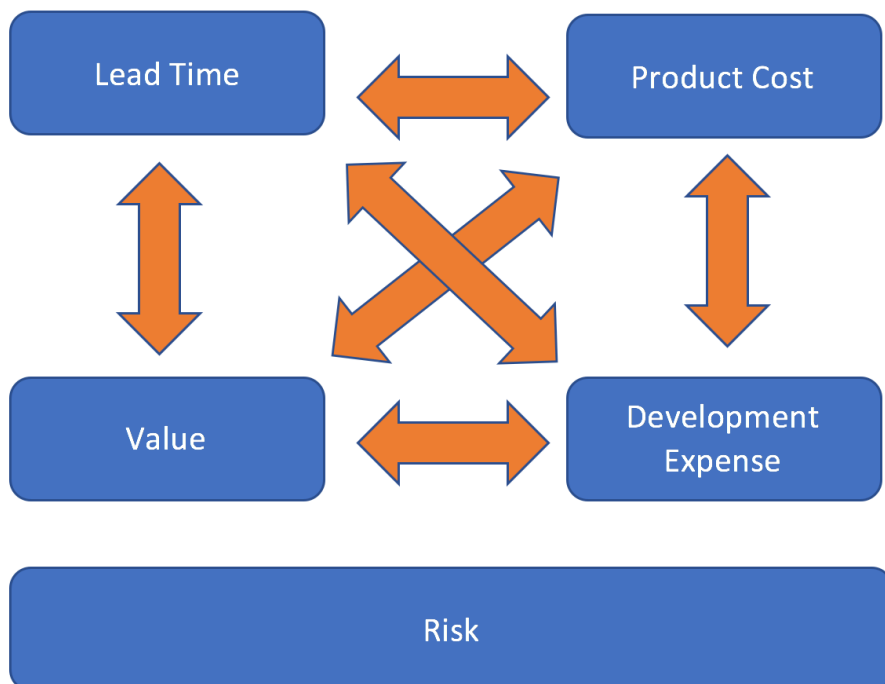 Lead Time
Product Cost
Value
Development
Expense
Risk